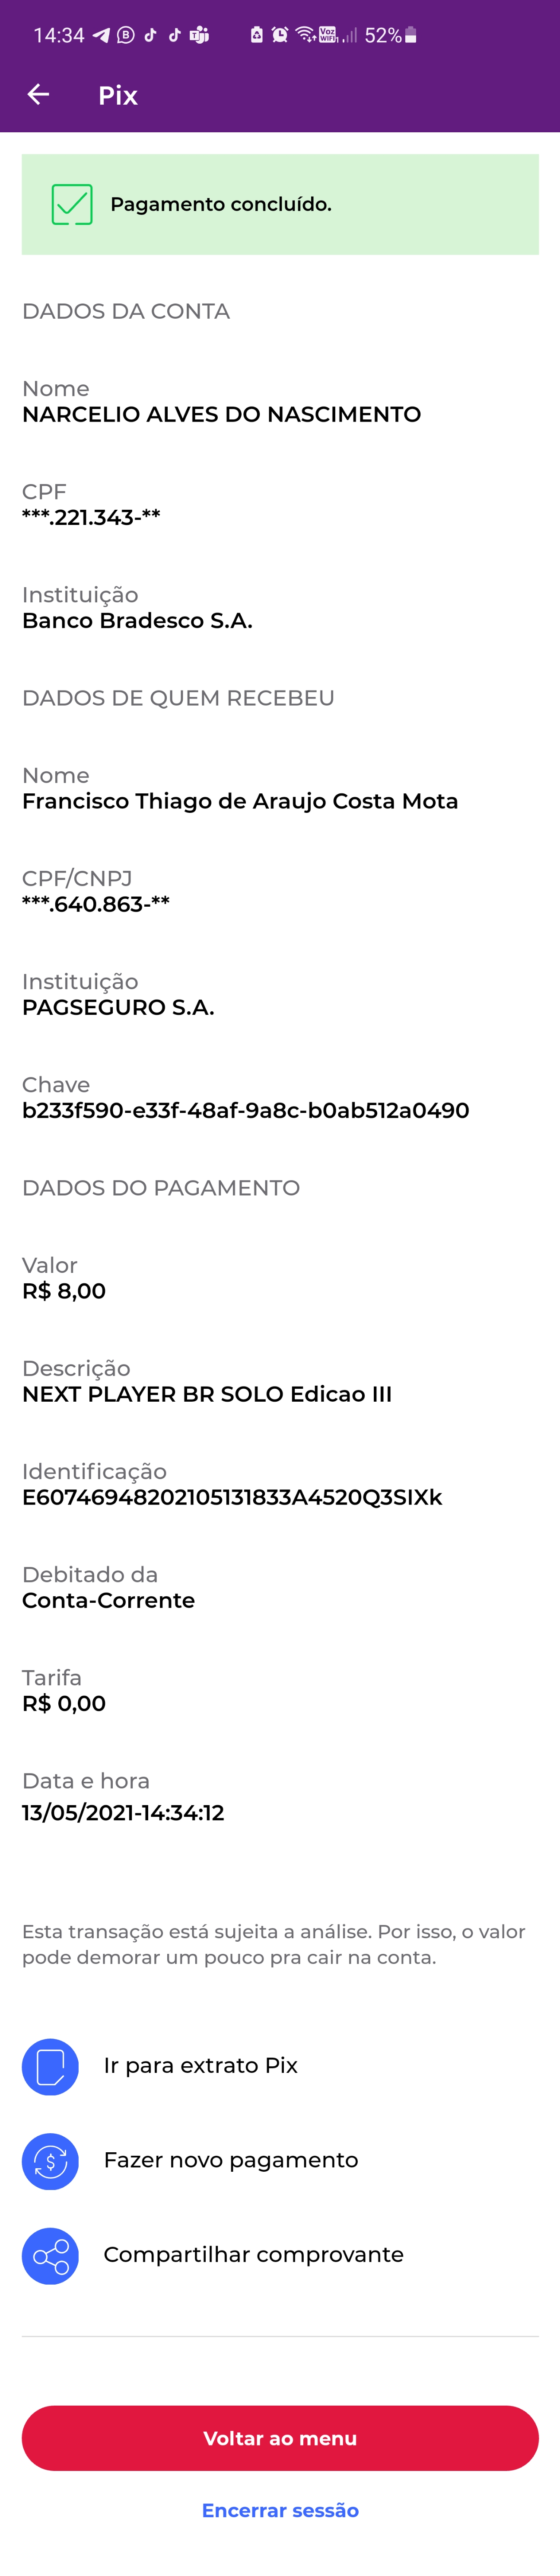 14:34 52%
Voz
WiFi 1
Pix
Pagamento concluído.
DADOS DA CONTA
Nome
NARCELIO ALVES DO NASCIMENTO
CPF
***.221.343-**
Instituição
Banco Bradesco S.A.
DADOS DE QUEM RECEBEU
Nome
Francisco Thiago de Araujo Costa Mota
CPF/CNPJ
***.640.863-**
Instituição
PAGSEGURO S.A.
Chave
b233f590-e33f-48af-9a8c-b0ab512a0490
DADOS DO PAGAMENTO
Valor
R$ 8,00
Descrição
NEXT PLAYER BR SOLO Edicao III
Identificação
E60746948202105131833A4520Q3SIXk
Debitado da
Conta-Corrente
Tarifa
R$ 0,00
Data e hora
13/05/2021-14:34:12
Esta transação está sujeita a análise. Por isso, o valor
pode demorar um pouco pra cair na conta.
Ir para extrato Pix
Fazer novo pagamento
Compartilhar comprovante
Voltar ao menu
Encerrar sessão